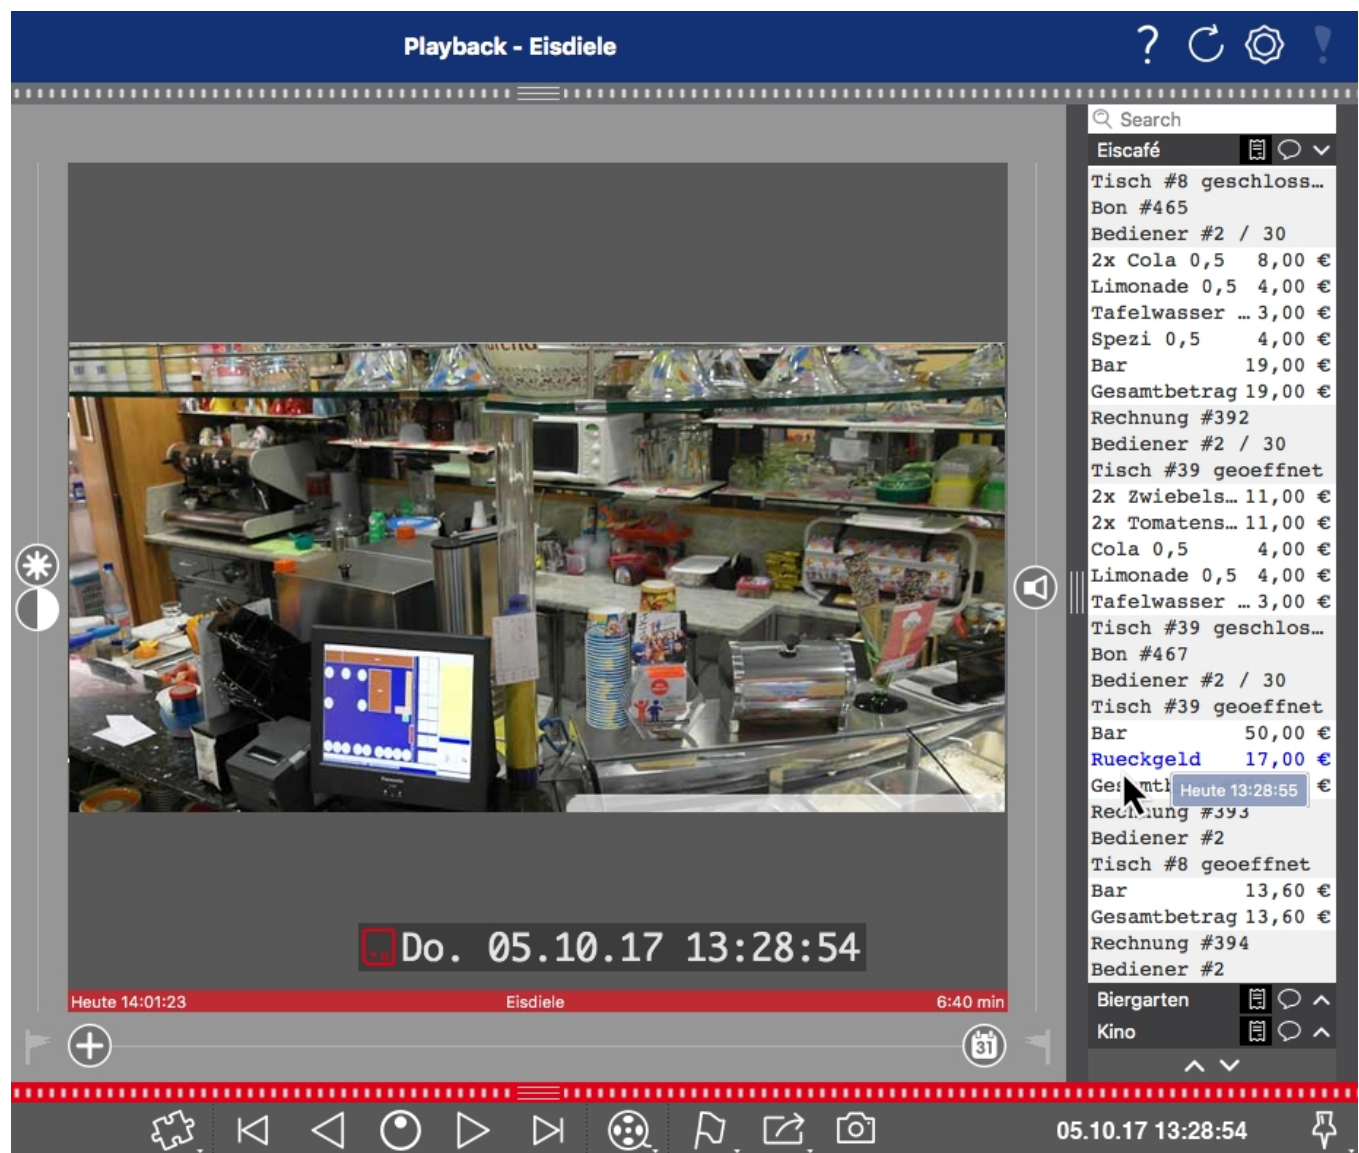 Playback - Eisdiele
?
Search
Eiscafé
Tisch #8 geschloss…
Bon #465
Bediener #2 / 30
2x Cola 0,5 8,00 €
Limonade 0,5 4,00 €
Tafelwasser … 3,00 €
Spezi 0,5 4,00 €
Bar 19,00 €
Gesamtbetrag 19,00 €
Rechnung #392
Bediener #2 / 30
Tisch #39 geoeffnet
2x Zwiebels… 11,00 €
2x Tomatens… 11,00 €
Cola 0,5 4,00 €
Limonade 0,5 4,00 €
Tafelwasser … 3,00 €
Tisch #39 geschlos…
Bon #467
Bediener #2 / 30
Tisch #39 geoeffnet
Bar 50,00 €
Rueckgeld 17,00 €
€
Heute 13:28:55
Rechnung #393
Bediener #2
Tisch #8 geoeffnet
Bar 13,60 €
Gesamtbetrag 13,60 €
Rechnung #394
Bediener #2
Biergarten
Kino
Panasonic
Do. 05.10.17 13:28:54
Heute 14:01:23 Eisdiele 6:40 min
31
05.10.17 13:28:54